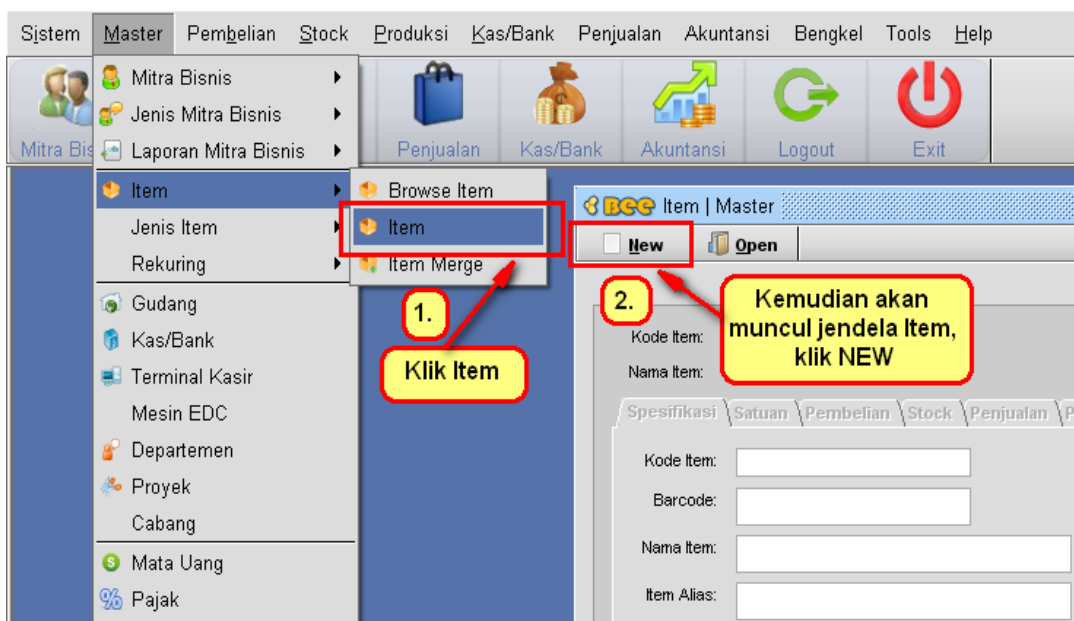 Sistem Master Pembelian Stock Produksi Kas/Bank Penjualan Akuntansi Bengkel Tools Help
Mitra Bisnis
Jenis Mitra Bisnis
Laporan Mitra Bisnis
Mitra Bis
Penjualan Kas/Bank Akuntansi Logout Exit
Item
Jenis Item
Rekuring
Gudang
Kas/Bank
Terminal Kasir
Mesin EDC
Departemen
Proyek
Cabang
Mata Uang
Pajak
Browse Item
Item
Item Merge
1.
Klik Item
Bee Item | Master
New Open
2.
Kemudian akan
muncul jendela Item,
klik NEW
Kode Item:
Nama Item:
Spesifikasi Satuan Pembelian Stock Penjualan P
Kode Item:
Barcode:
Nama Item:
Item Alias: